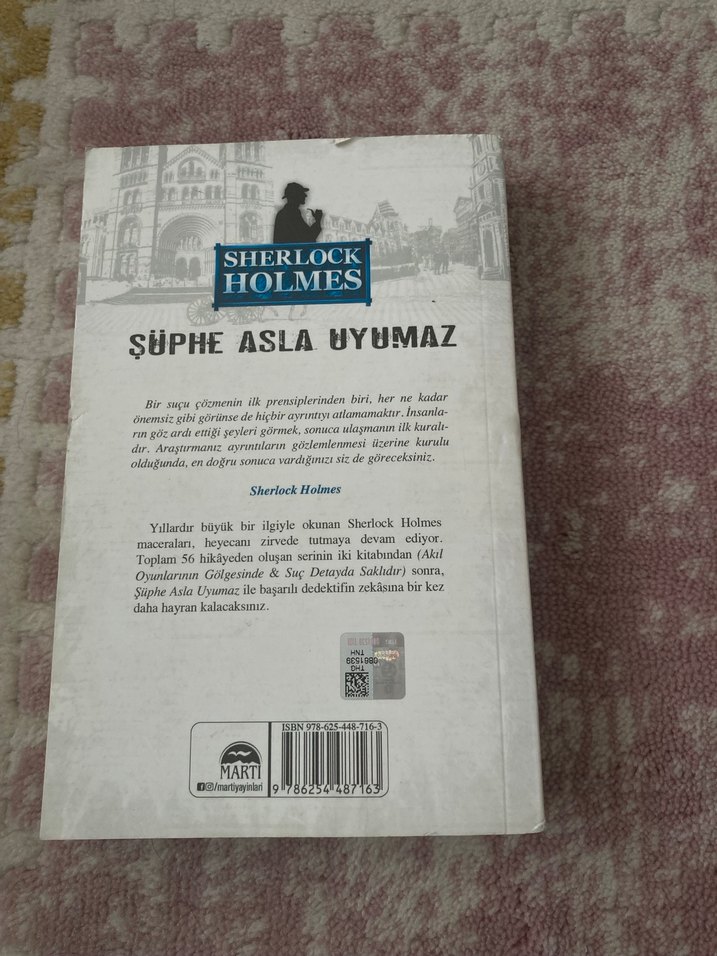 SHERLOCK
HOLMES
ŞÜPHE ASLA UYUMAZ
Bir suçu çözmenin ilk prensiplerinden biri, her ne kadar
önemsiz gibi görünse de hiçbir ayrıntıyı atlamamaktır. İnsanla-
rın göz ardı ettiği şeyleri görmek, sonuca ulaşmanın ilk kuralı-
dır. Araştırmanız ayrıntıların gözlemlenmesi üzerine kurulu
olduğunda, en doğru sonuca vardığınızı siz de göreceksiniz.
Sherlock Holmes
Yıllardır büyük bir ilgiyle okunan Sherlock Holmes
maceraları, heyecanı zirvede tutmaya devam ediyor.
Toplam 56 hikâyeden oluşan serinin iki kitabından (Akıl
Oyunlarının Gölgesinde & Suç Detayda Saklıdır) sonra,
Şüphe Asla Uyumaz ile başarılı dedektifin zekâsına bir kez
daha hayran kalacaksınız.
0861539
TNH
THG
ISBN 978-625-448-716-3
MARTI
/martiyayinlari
9 786254 487163